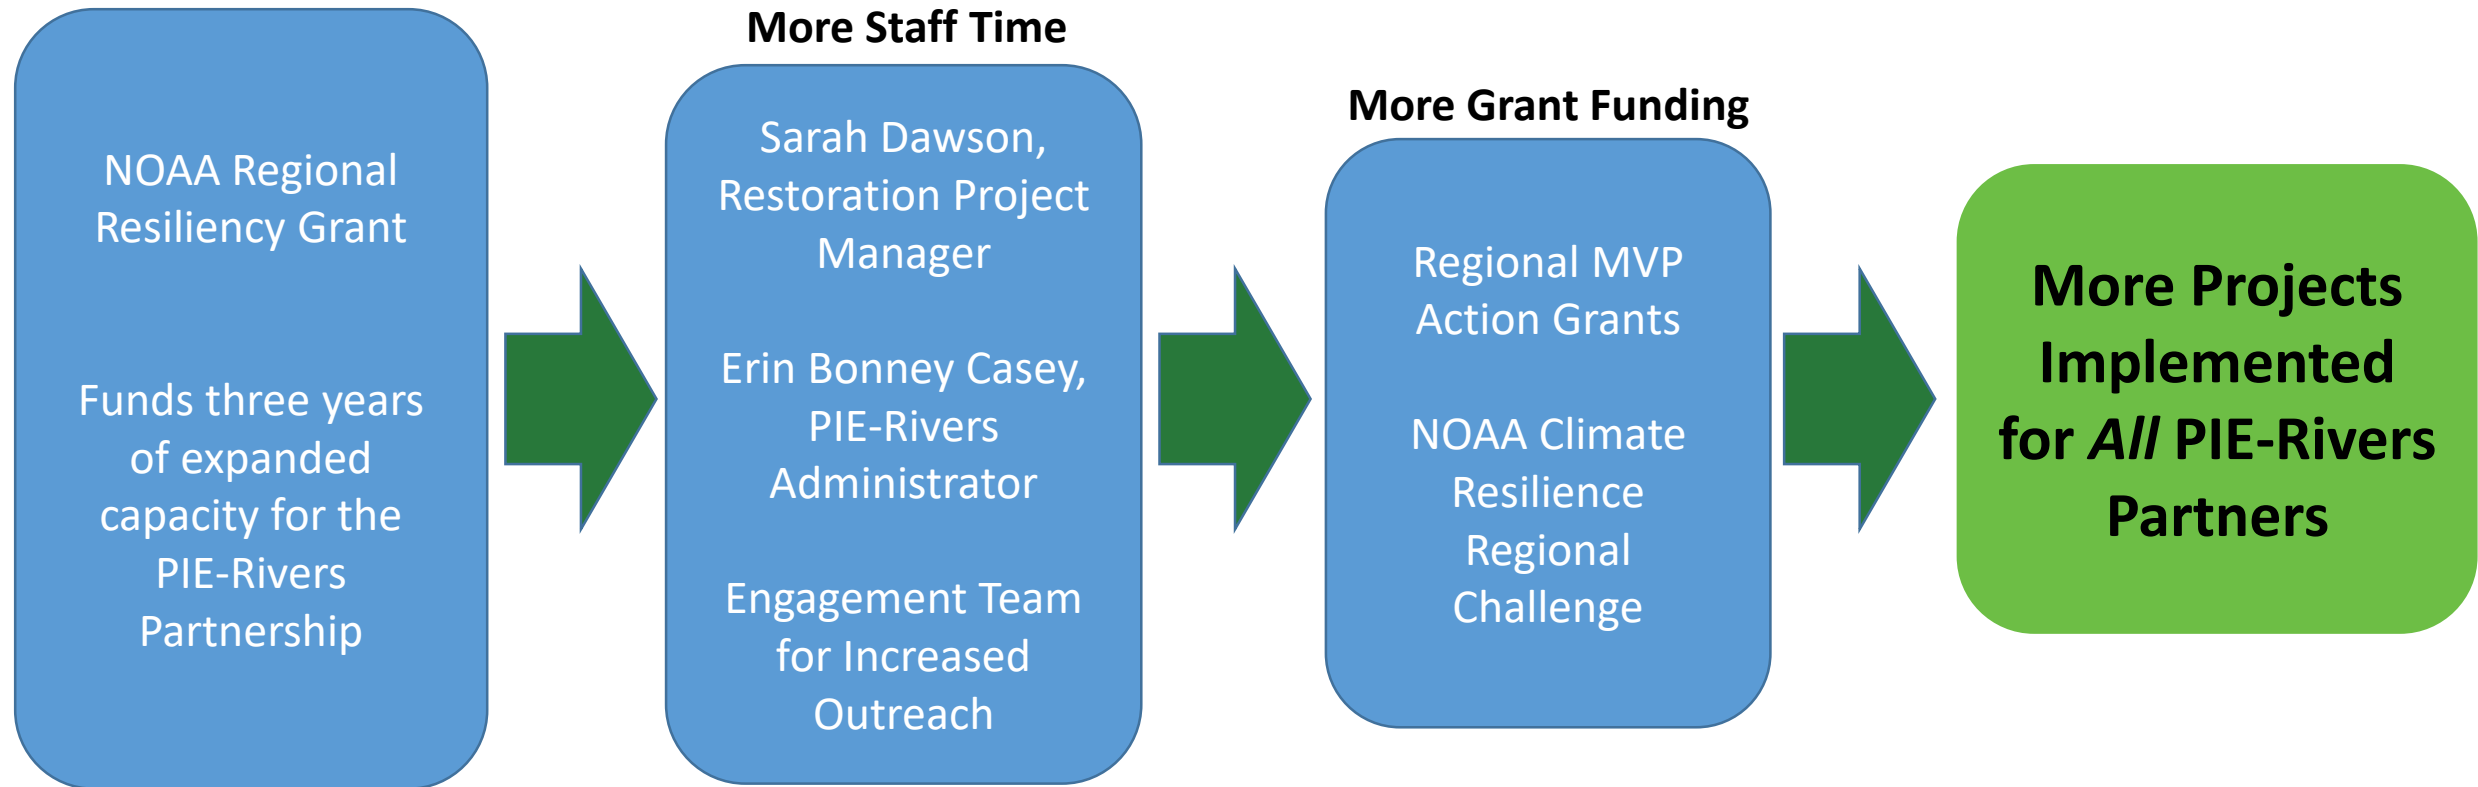 NOAA Regional
Resiliency Grant
Funds three years
of expanded
capacity for the
PIE-Rivers
Partnership
More Staff Time
Sarah Dawson,
Restoration Project
Manager
Erin Bonney Casey,
PIE-Rivers
Administrator
Engagement Team
for Increased
Outreach
More Grant Funding
Regional MVP
Action Grants
NOAA Climate
Resilience
Regional
Challenge
More Projects
Implemented
for All PIE-Rivers
Partners